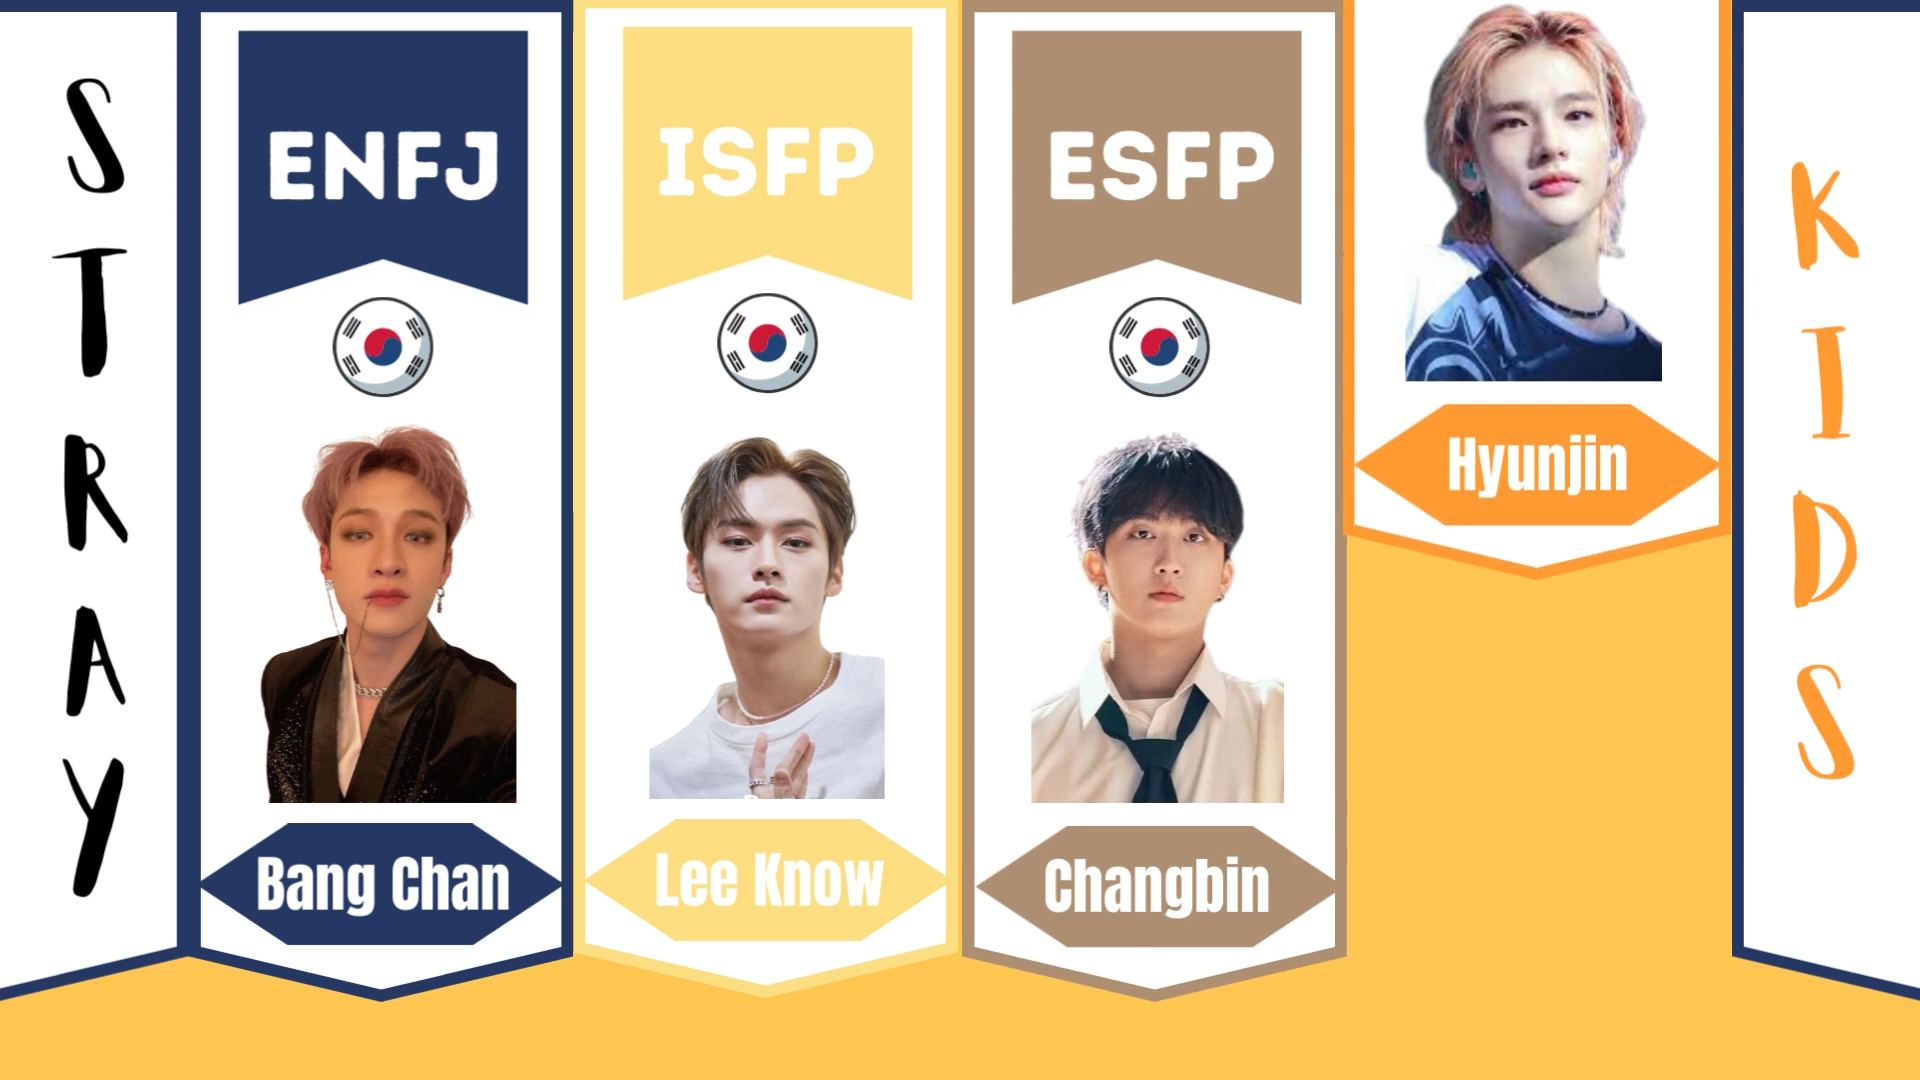 STRAY
ENFJ
Bang Chan
ISFP
Lee Know
ESFP
Changbin
Hyunjin
KIDS